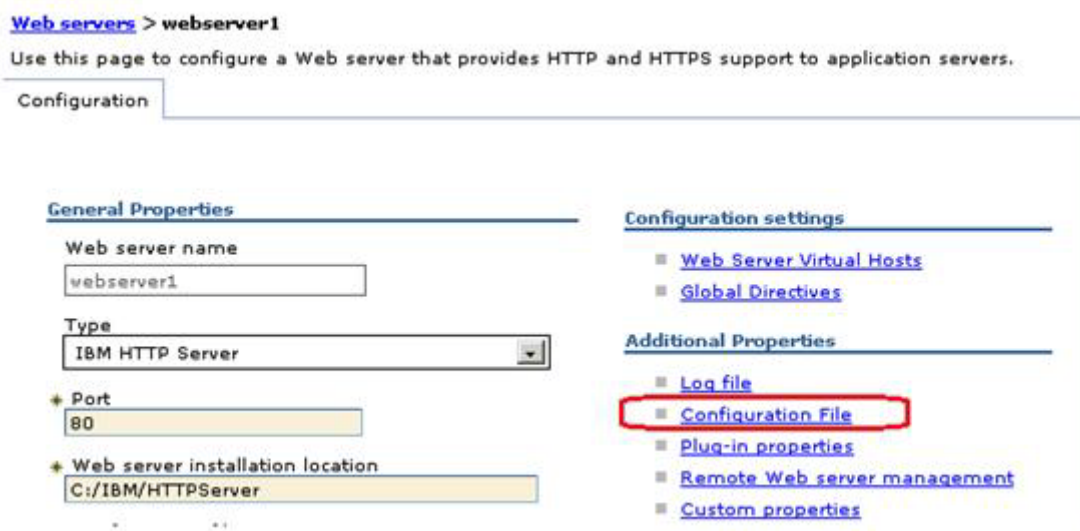 Web servers > webserver1
Use this page to configure a Web server that provides HTTP and HTTPS support to application servers.
Configuration
General Properties
Web server name
webserver1
Type
IBM HTTP Server
Port
80
Web server installation location
C:/IBM/HTTPServer
Configuration settings
Web Server Virtual Hosts
Global Directives
Additional Properties
Log file
Configuration File
Plug-in properties
Remote Web server management
Custom properties